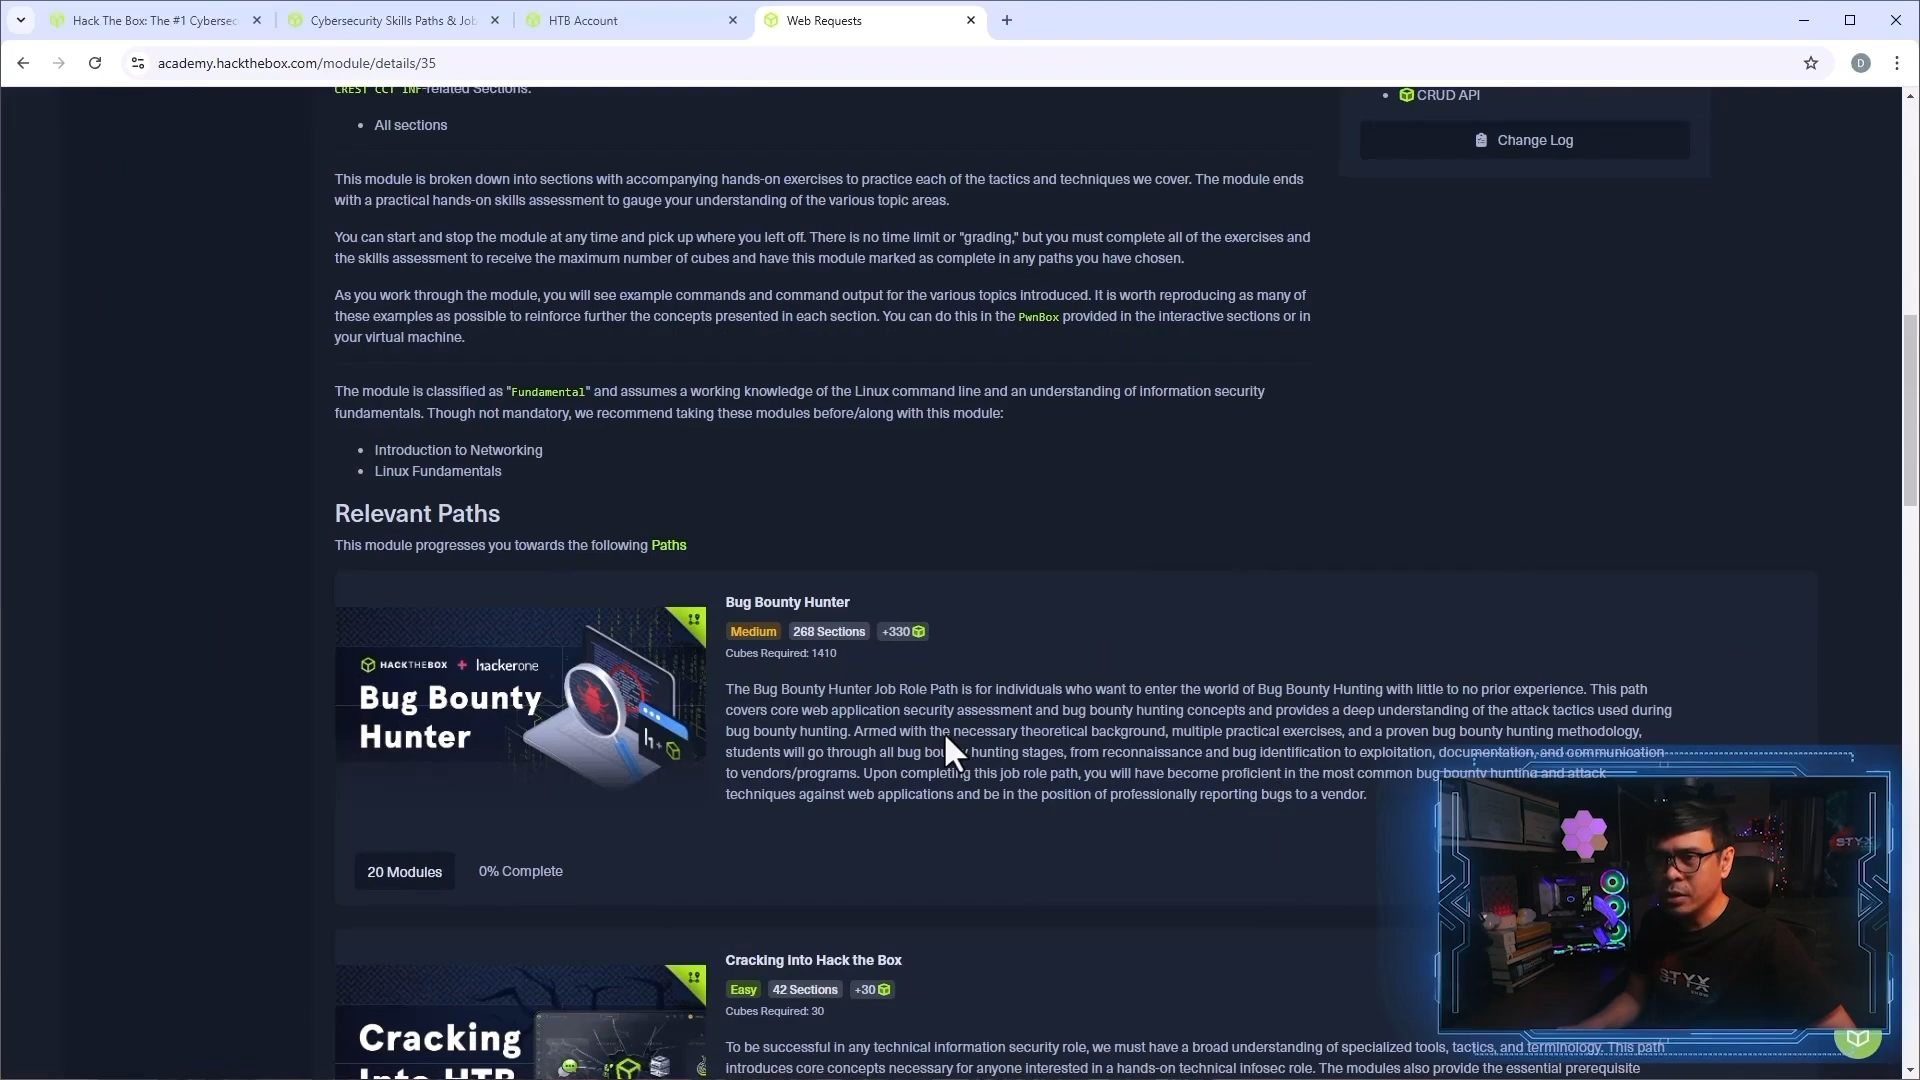 Hack The Box: The #1 Cybersec
Cybersecurity Skills Paths & Job
HTB Account
Web Requests
academy.hackthebox.com/module/details/35
D
CREST CCT INF-related Sections.
CRUD API
All sections
Change Log
This module is broken down into sections with accompanying hands-on exercises to practice each of the tactics and techniques we cover. The module ends
with a practical hands-on skills assessment to gauge your understanding of the various topic areas.
You can start and stop the module at any time and pick up where you left off. There is no time limit or "grading," but you must complete all of the exercises and
the skills assessment to receive the maximum number of cubes and have this module marked as complete in any paths you have chosen.
As you work through the module, you will see example commands and command output for the various topics introduced. It is worth reproducing as many of
these examples as possible to reinforce further the concepts presented in each section. You can do this in the PwnBox provided in the interactive sections or in
your virtual machine.
The module is classified as "Fundamental" and assumes a working knowledge of the Linux command line and an understanding of information security
fundamentals. Though not mandatory, we recommend taking these modules before/along with this module:
Introduction to Networking
Linux Fundamentals
Relevant Paths
This module progresses you towards the following Paths
HACKTHEBOX + hackerone
Bug Bounty
Hunter
h+
Bug Bounty Hunter
Medium 268 Sections +330
Cubes Required: 1410
The Bug Bounty Hunter Job Role Path is for individuals who want to enter the world of Bug Bounty Hunting with little to no prior experience. This path
covers core web application security assessment and bug bounty hunting concepts and provides a deep understanding of the attack tactics used during
bug bounty hunting. Armed with the necessary theoretical background, multiple practical exercises, and a proven bug bounty hunting methodology,
students will go through all bug bounty hunting stages, from reconnaissance and bug identification to exploitation, documentation, and communication
to vendors/programs. Upon completing this job role path, you will have become proficient in the most common bug bounty hunting and attack
techniques against web applications and be in the position of professionally reporting bugs to a vendor.
20 Modules
0% Complete
Cracking
Into HTB
Cracking into Hack the Box
Easy 42 Sections +30
Cubes Required: 30
To be successful in any technical information security role, we must have a broad understanding of specialized tools, tactics, and terminology. This path
introduces core concepts necessary for anyone interested in a hands-on technical infosec role. The modules also provide the essential prerequisite
STYX
STYX